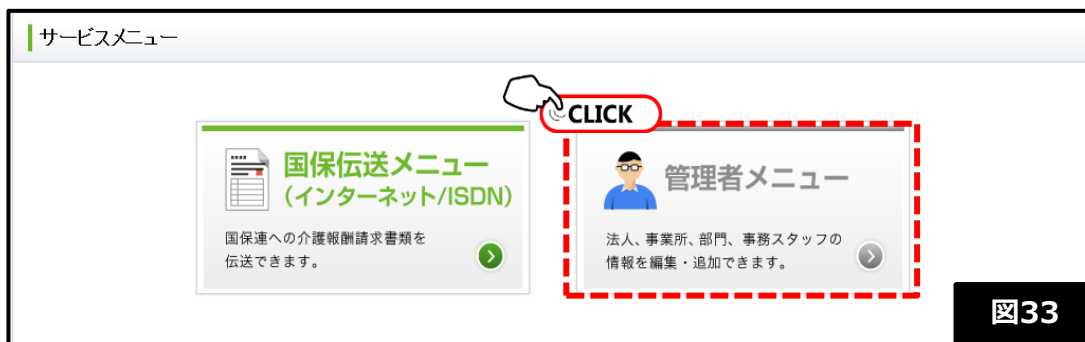 サービスメニュー
CLICK
国保伝送メニュー
(インターネット/ISDN)
国保連への介護報酬請求書類を
伝送できます。
管理者メニュー
法人、事業所、部門、事務スタッフの
情報を編集・追加できます。
図33